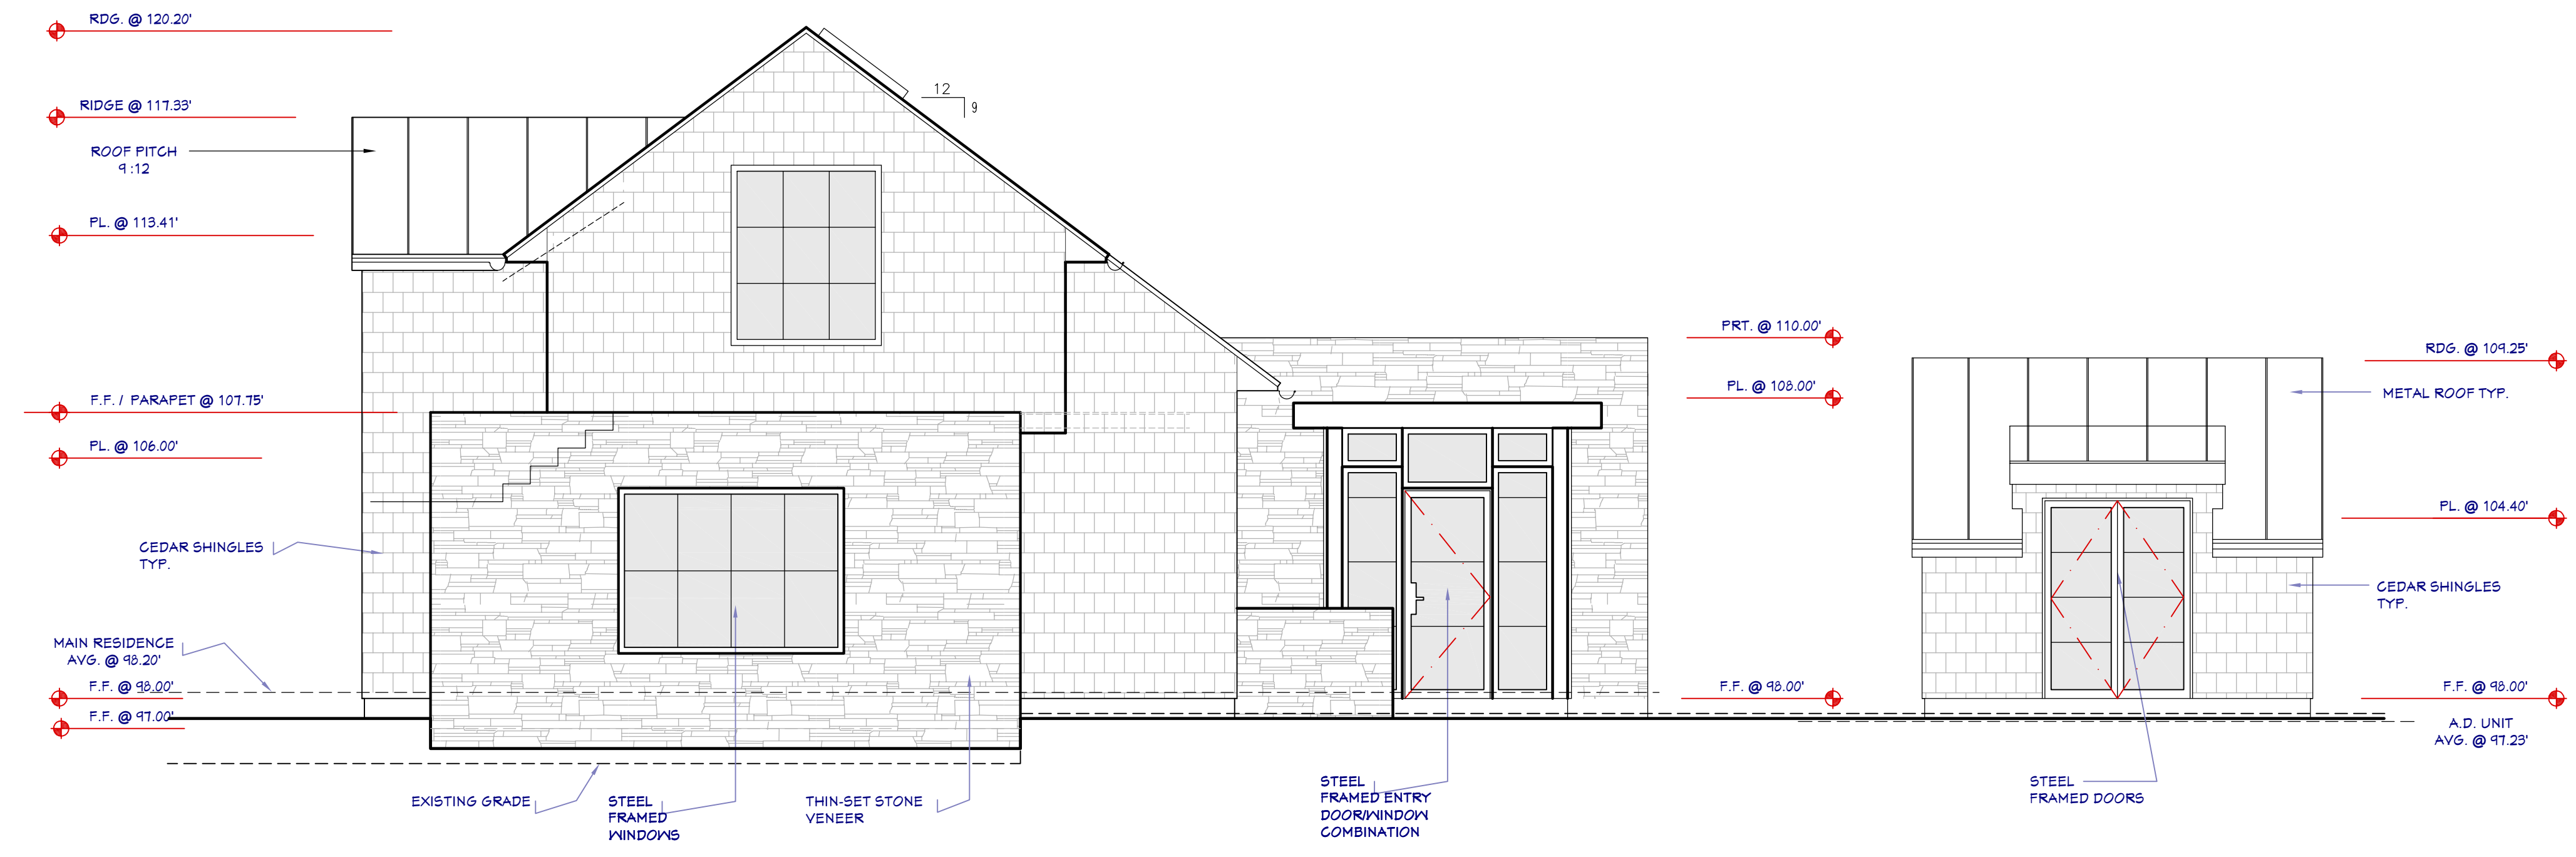 RDG. @ 120.20'
RIDGE @ 117.33'
ROOF PITCH
9 :12
PL. @ 113.41'
F.F. / PARAPET @ 107.75'
PL. @ 106.00'
CEDAR SHINGLES
TYP.
MAIN RESIDENCE
AVG. @ 98.20'
F.F. @ 98.00'
F.F. @ 97.00'
12
9
EXISTING GRADE
STEEL
FRAMED
WINDOWS
THIN-SET STONE
VENEER
STEEL
FRAMED ENTRY
DOOR/WINDOW
COMBINATION
PRT. @ 110.00'
PL. @ 108.00'
F.F. @ 98.00'
RDG. @ 109.25'
METAL ROOF TYP.
PL. @ 104.40'
CEDAR SHINGLES
TYP.
F.F. @ 98.00'
A.D. UNIT
AVG. @ 97.23'
STEEL
FRAMED DOORS